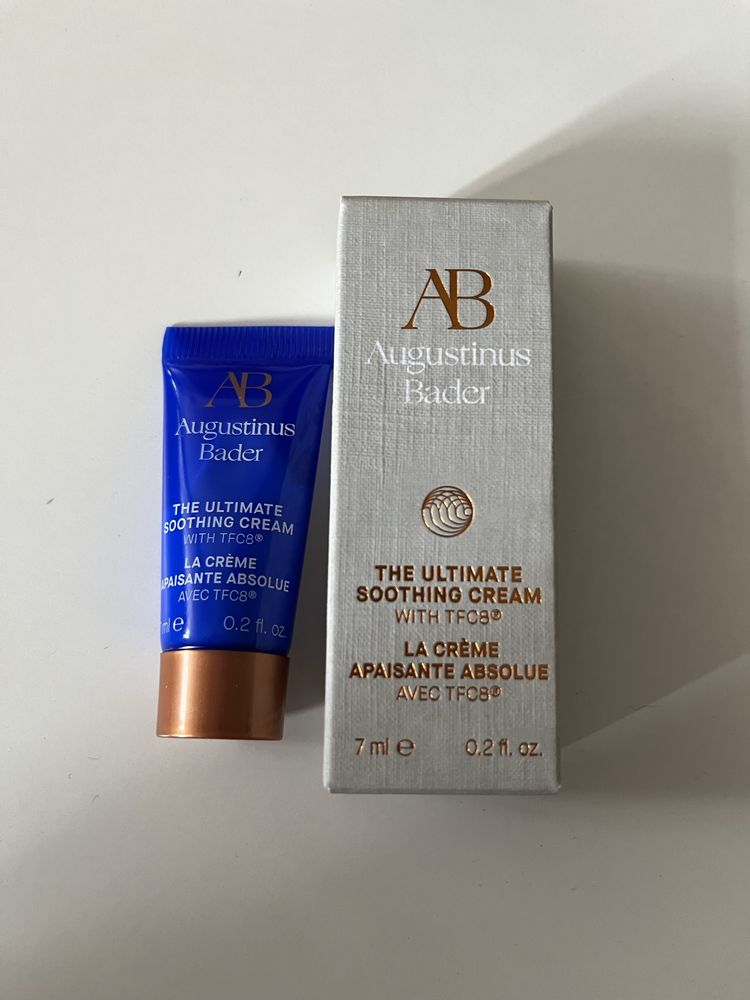 AB
Augustinus
Bader
THE ULTIMATE
SOOTHING CREAM
WITH TFC8®
LA CRÈME
APAISANTE ABSOLUE
AVEC TFC8®
7ml e 0.2 fl. oz.
AB
Augustinus
Bader
THE ULTIMATE
SOOTHING CREAM
WITH TFC8®
LA CRÈME
APAISANTE ABSOLUE
AVEC TFC8®
7 ml e 0.2 fl. oz.